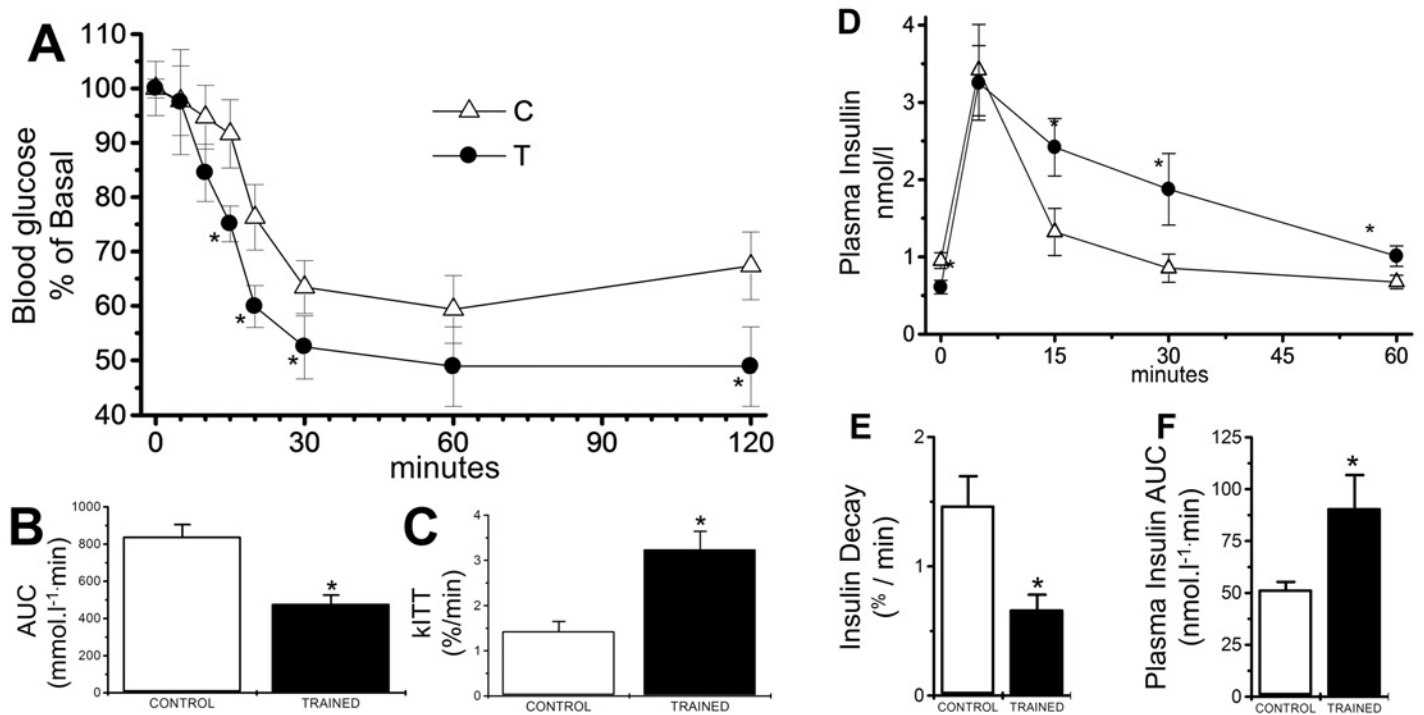 A
110
100
90
80
70
60
50
40
Blood glucose
% of Basal
C
T
*
*
*
*
0
30
60
90
120
minutes
B
AUC
(mmol.l⁻¹.min)
1000
800
600
400
200
0
*
CONTROL
TRAINED
C
kITT
(%/min)
4
3
2
1
0
*
CONTROL
TRAINED
D
Plasma Insullin
nmol/l
4
3
2
1
0
*
*
*
*
0
15
30
45
60
minutes
E
Insulin Decay
(% / min)
2
1
0
*
CONTROL
TRAINED
F
Plasma Insulin AUC
(nmol.l⁻¹.min)
125
100
75
50
25
0
*
CONTROL
TRAINED